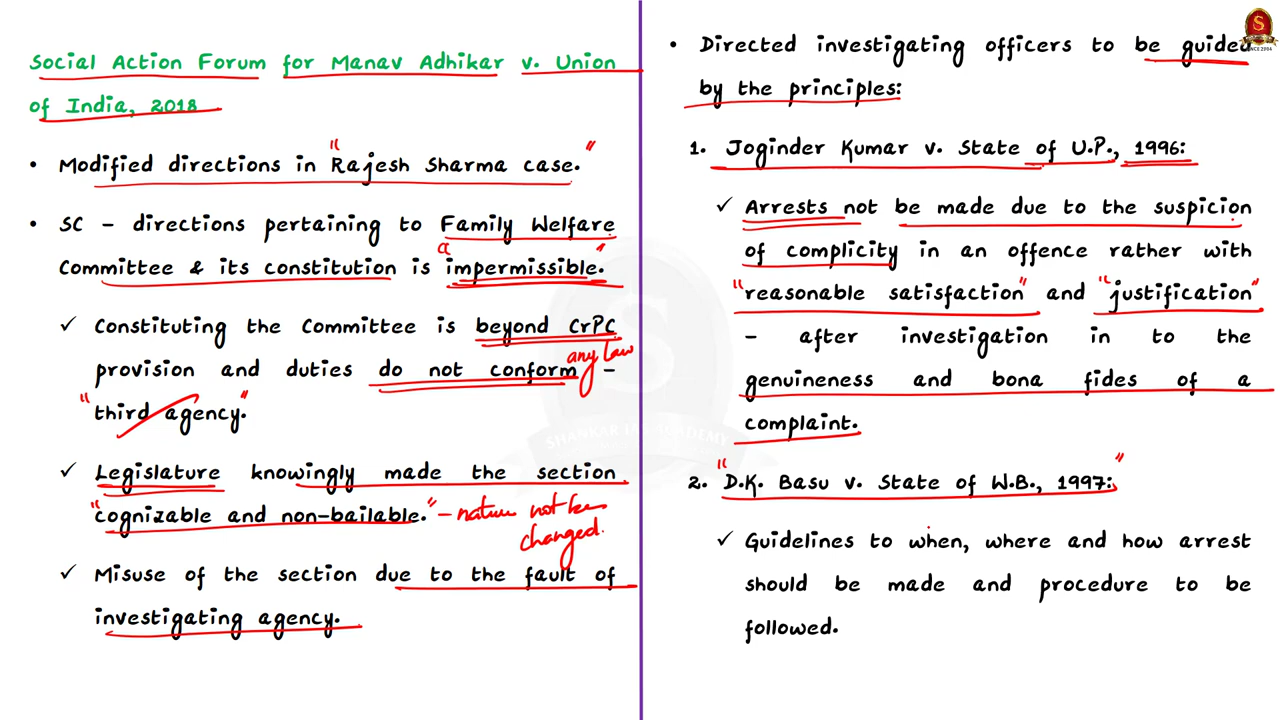 Social Action Forum for Manav Adhikar v. Union
of India, 2018
• Modified directions in "Rajesh Sharma case."
• SC - directions pertaining to Family Welfare
Committee & its constitution is "impermissible."
✓ Constituting the Committee is beyond CrPC
any law
provision and duties do not conform -
"third agency."
✓ Legislature knowingly made the section
"cognizable and non-bailable." - nature not be
changed.
✓ Misuse of the section due to the fault of
investigating agency.
• Directed investigating officers to be guided
by the principles:
1. Joginder Kumar v. State of U.P., 1996:
✓ Arrests not be made due to the suspicion
of complicity in an offence rather with
"reasonable satisfaction" and "justification"
- after investigation in to the
genuineness and bona fides of a
complaint.
2. "D.K. Basu v. State of W.B., 1997:"
✓ Guidelines to when, where and how arrest
should be made and procedure to be
followed.
SINCE 2004
S
SHANKAR IAS ACADEMY